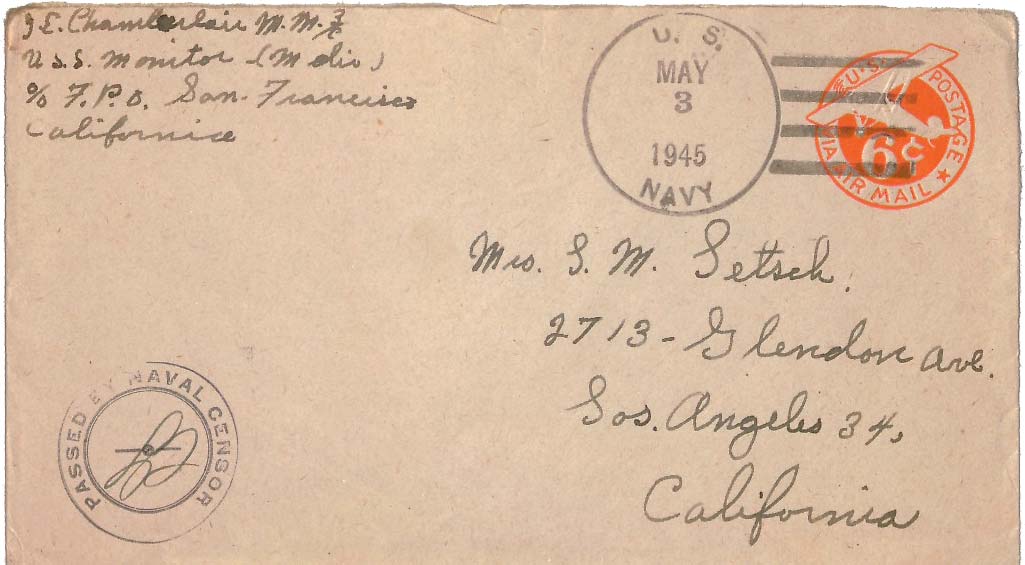 J E. Chamberlain M.M. 3/c
U.S.S. Monitor - (M div)
c/o F.P.O. San. Francisco
California
U. S.
MAY
3
1945
NAVY
U.S. POSTAGE
6¢
VIA AIR MAIL
Mrs. S. M. Setsch.
2713 - Glendon Ave.
Los. Angeles 34,
California
PASSED BY NAVAL CENSOR